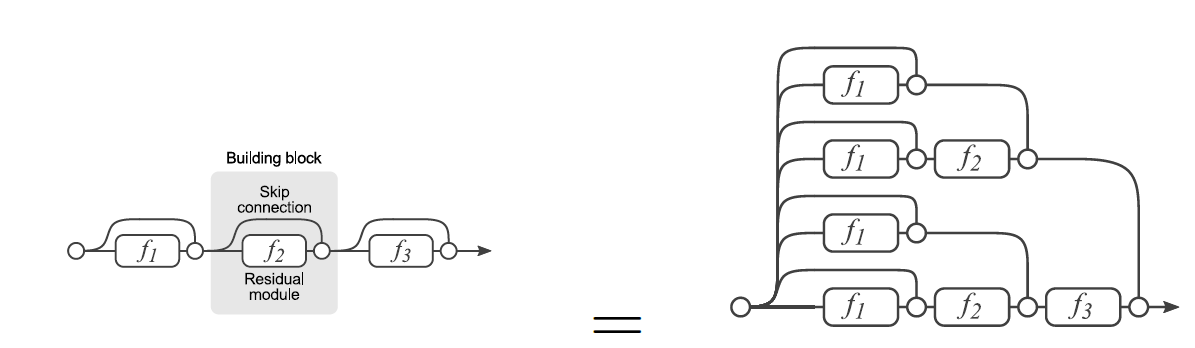 Building block
Skip
connection
f1 f2 f3
Residual
module
=
f1
f1 f2
f1
f1 f2 f3